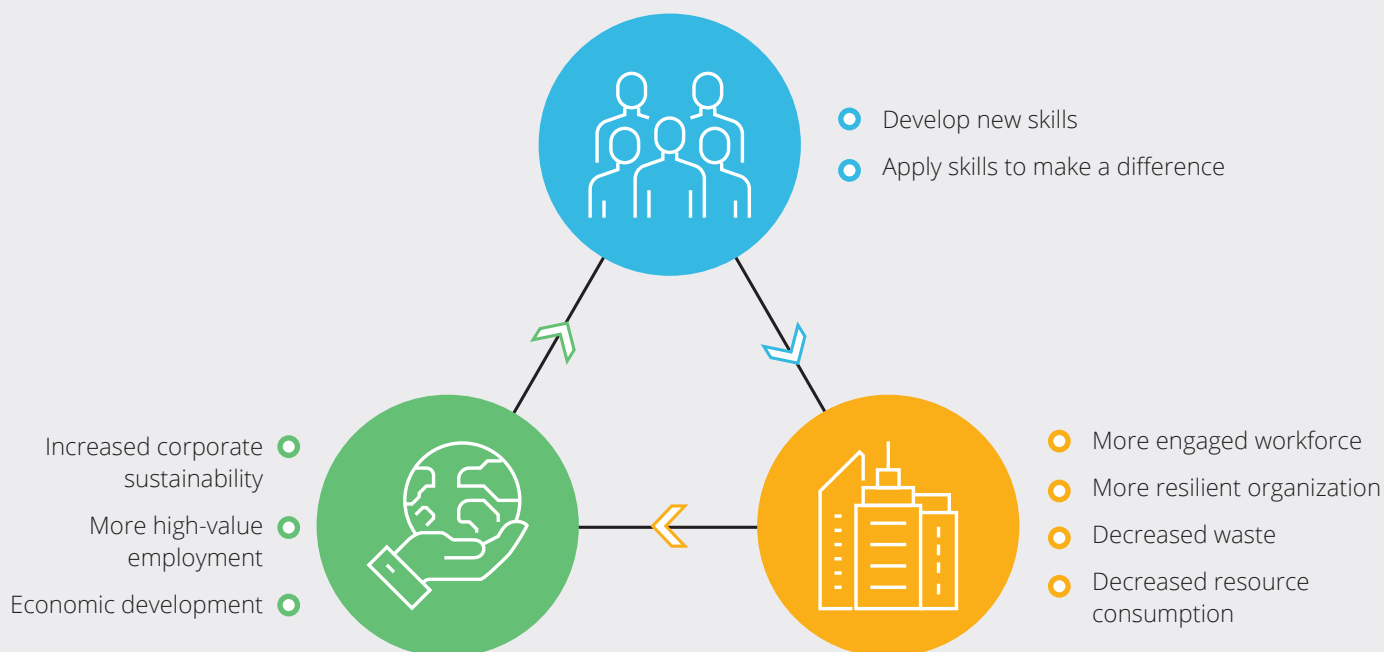 Develop new skills
Apply skills to make a difference
Increased corporate
sustainability
More high-value
employment
Economic development
More engaged workforce
More resilient organization
Decreased waste
Decreased resource
consumption